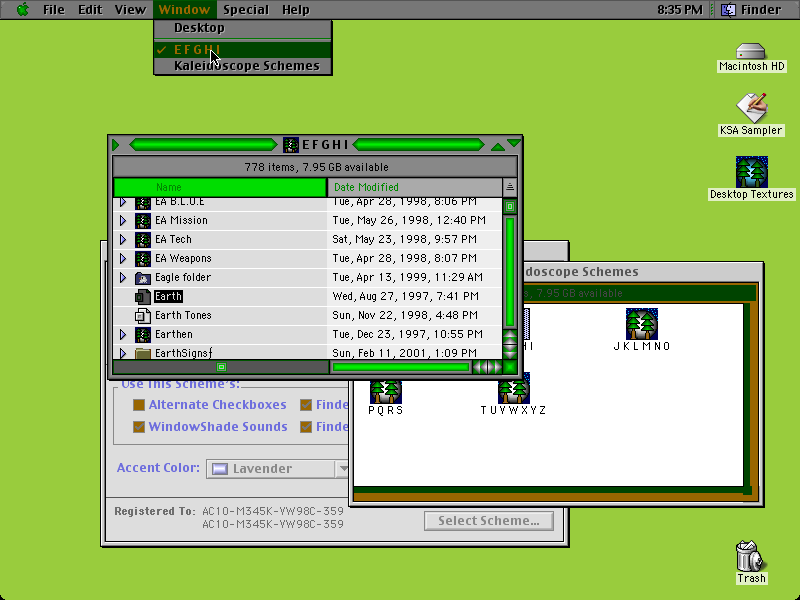 File Edit View Window Special Help 8:35 PM Finder
Desktop
E F G H I
Kaleidoscope Schemes
Macintosh HD
KSA Sampler
Desktop Textures
Trash
E F G H I
778 items, 7.95 GB available
Name Date Modified
EA B.L.U.E Tue, Apr 28, 1998, 8:06 PM
EA Mission Tue, May 26, 1998, 12:40 PM
EA Tech Sat, May 23, 1998, 9:57 PM
EA Weapons Tue, Apr 28, 1998, 8:07 PM
Eagle folder Tue, Apr 13, 1999, 11:29 AM
Earth Wed, Aug 27, 1997, 7:41 PM
Earth Tones Sun, Nov 22, 1998, 4:48 PM
Earthen Tue, Dec 23, 1997, 10:55 PM
EarthSignsƒ Sun, Feb 11, 2001, 1:09 PM
doscope Schemes
s, 7.95 GB available
HI
J K L M N O
P Q R S
T U V W X Y Z
Use This Scheme's:
Alternate Checkboxes Finde
WindowShade Sounds Finde
Accent Color: Lavender
Registered To: AC10-M345K-YW98C-359
AC10-M345K-YW98C-359
Select Scheme...